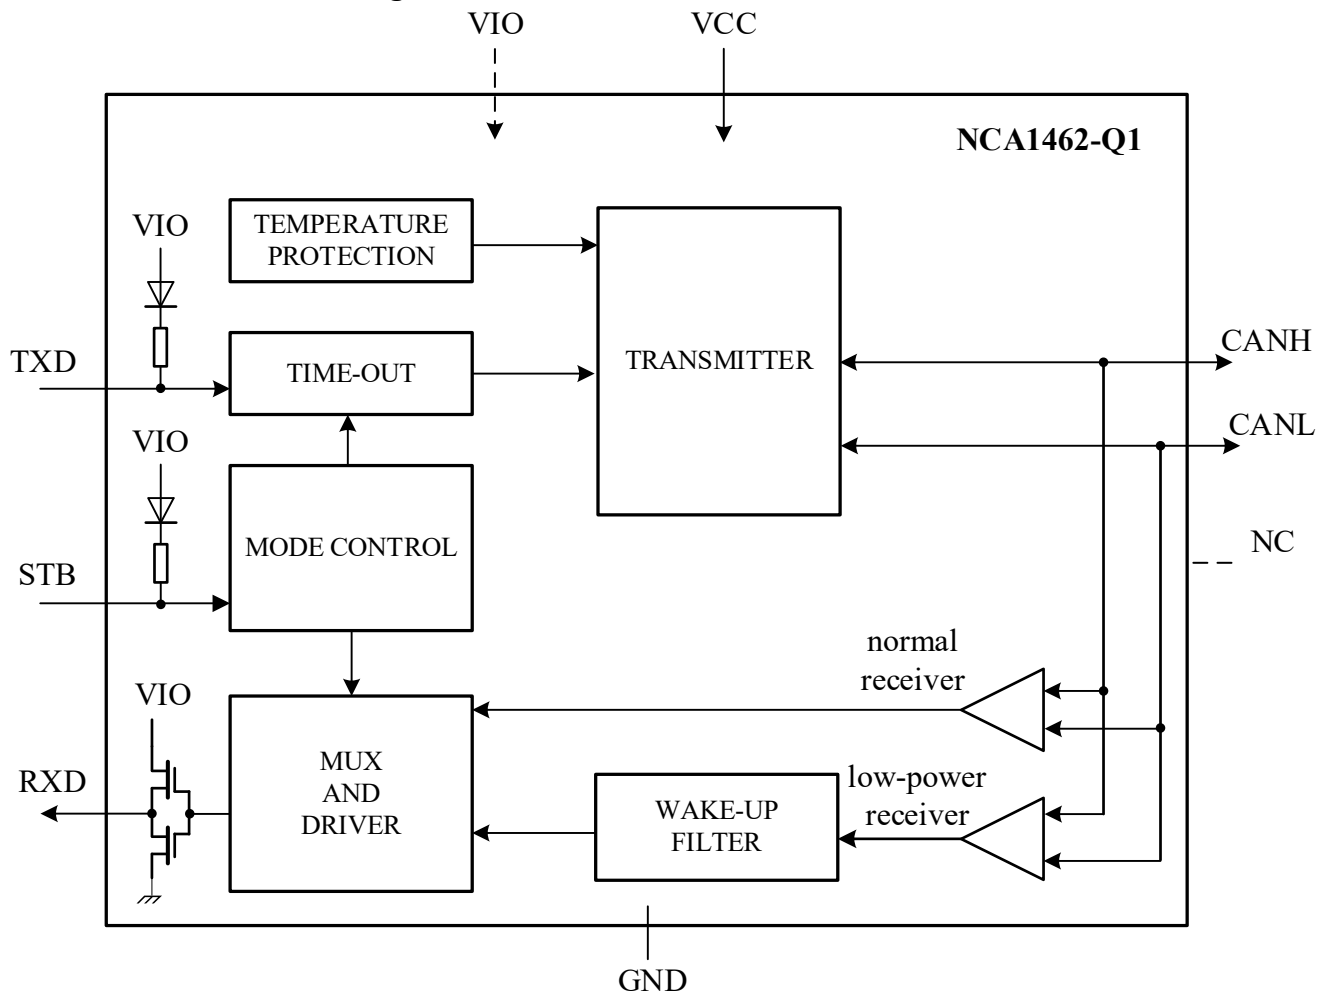 VIO
VCC
NCA1462-Q1
TEMPERATURE
PROTECTION
VIO
TXD
TIME-OUT
TRANSMITTER
CANH
CANL
VIO
MODE CONTROL
NC
STB
normal
receiver
VIO
RXD
MUX
AND
DRIVER
WAKE-UP
FILTER
low-power
receiver
GND